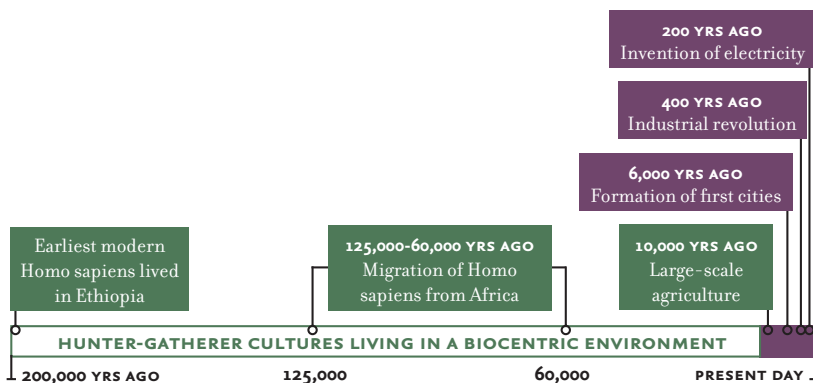 200 YRS AGO
Invention of electricity
400 YRS AGO
Industrial revolution
6,000 YRS AGO
Formation of first cities
Earliest modern
Homo sapiens lived
in Ethiopia
125,000-60,000 YRS AGO
Migration of Homo
sapiens from Africa
10,000 YRS AGO
Large-scale
agriculture
HUNTER-GATHERER CULTURES LIVING IN A BIOCENTRIC ENVIRONMENT
200,000 YRS AGO
125,000
60,000
PRESENT DAY